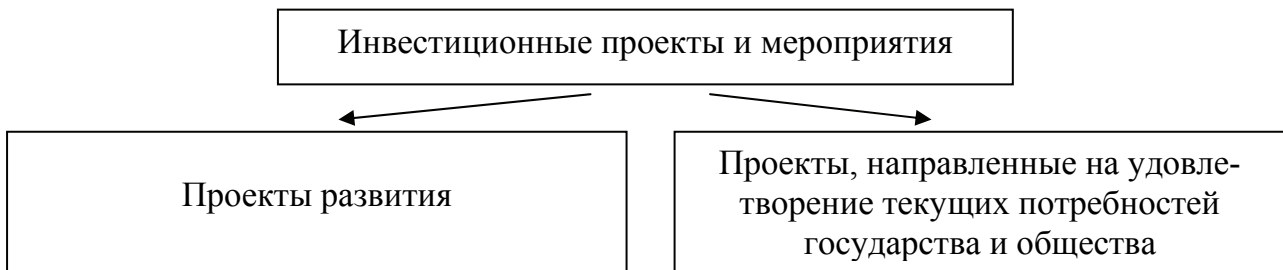 Инвестиционные проекты и мероприятия
Проекты развития
Проекты, направленные на удовле-
творение текущих потребностей
государства и общества